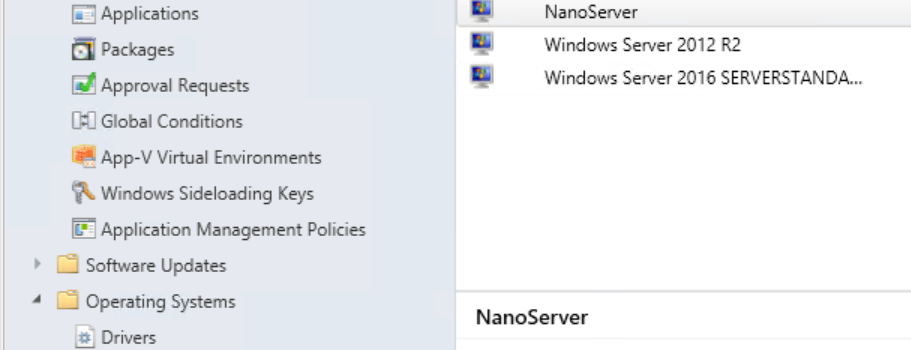 Applications
Packages
Approval Requests
Global Conditions
App-V Virtual Environments
Windows Sideloading Keys
Application Management Policies
Software Updates
Operating Systems
Drivers
NanoServer
Windows Server 2012 R2
Windows Server 2016 SERVERSTANDA...
NanoServer